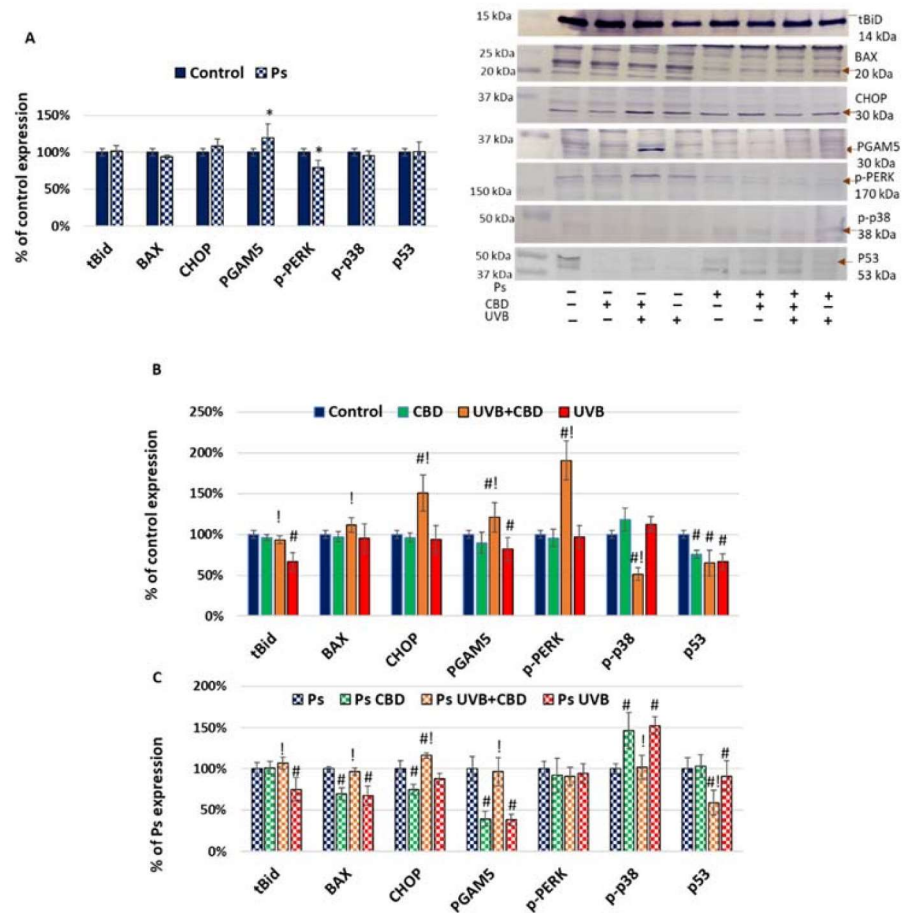 A
Control Ps
% of control expression
150%
100%
50%
0%
* *
tBid BAX CHOP PGAM5 p-PERK p-p38 p53
15 kDa tBiD
14 kDa
25 kDa BAX
20 kDa 20 kDa
37 kDa CHOP
30 kDa
37 kDa PGAM5
30 kDa
p-PERK
150 kDa 170 kDa
50 kDa p-p38
38 kDa
50 kDa P53
37 kDa 53 kDa
Ps – – – – + + + +
CBD – + + – – + + –
UVB – – + + – – + +
B
Control CBD UVB+CBD UVB
% of control expression
250%
200%
150%
100%
50%
0%
! # ! #! #! # #! #! # # #
tBid BAX CHOP PGAM5 p-PERK p-p38 p53
C
Ps Ps CBD Ps UVB+CBD Ps UVB
% of Ps expression
200%
150%
100%
50%
0%
! # # ! # # #! # ! # # ! # #! #
tBid BAX CHOP PGAM5 p-PERK p-p38 p53